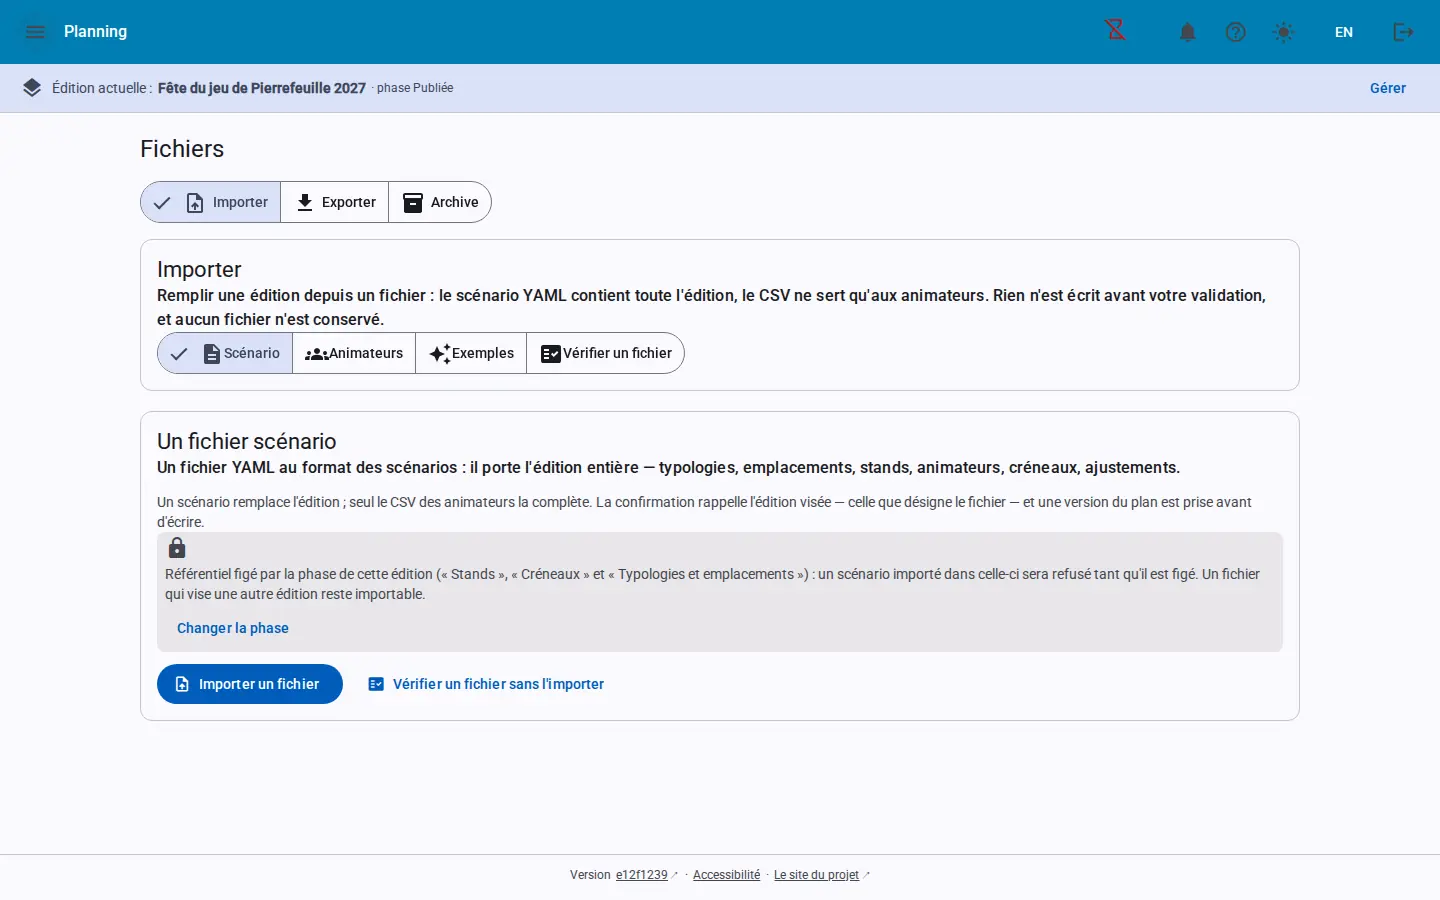 Planning
EN
Édition actuelle : Fête du jeu de Pierrefeuille 2027 · phase Publiée
Gérer
Fichiers
Importer
Exporter
Archive
Importer
Remplir une édition depuis un fichier : le scénario YAML contient toute l'édition, le CSV ne sert qu'aux animateurs. Rien n'est écrit avant votre validation,
et aucun fichier n'est conservé.
Scénario
Animateurs
Exemples
Vérifier un fichier
Un fichier scénario
Un fichier YAML au format des scénarios : il porte l'édition entière — typologies, emplacements, stands, animateurs, créneaux, ajustements.
Un scénario remplace l'édition ; seul le CSV des animateurs la complète. La confirmation rappelle l'édition visée — celle que désigne le fichier — et une version du plan est prise avant
d'écrire.
Référentiel figé par la phase de cette édition (« Stands », « Créneaux » et « Typologies et emplacements ») : un scénario importé dans celle-ci sera refusé tant qu'il est figé. Un fichier
qui vise une autre édition reste importable.
Changer la phase
Importer un fichier
Vérifier un fichier sans l'importer
Version e12f1239 ↗ · Accessibilité · Le site du projet ↗